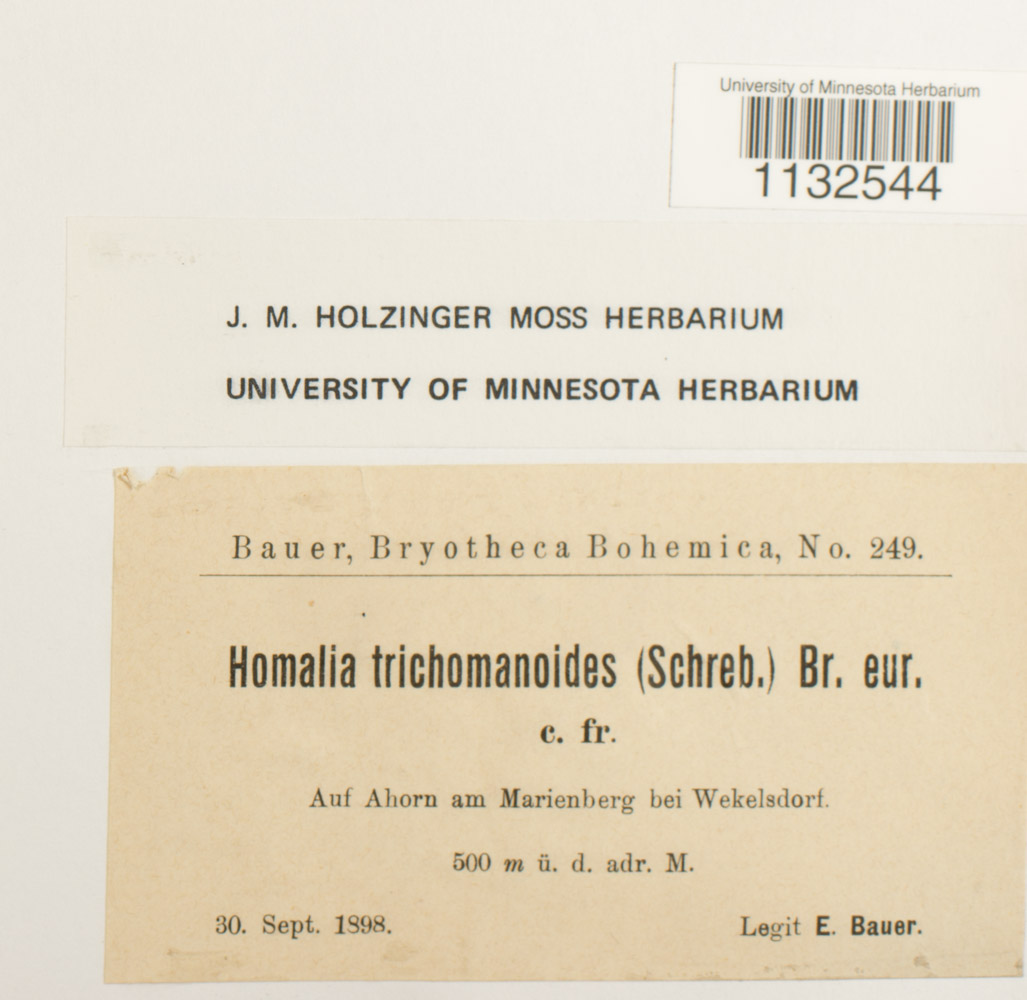 University of Minnesota Herbarium
1132544
J. M. HOLZINGER MOSS HERBARIUM
UNIVERSITY OF MINNESOTA HERBARIUM
Bauer, Bryotheca Bohemica, No. 249.
Homalia trichomanoides (Schreb.) Br. eur.
c. fr.
Auf Ahorn am Marienberg bei Wekelsdorf.
500 m ü. d. adr. M.
30. Sept. 1898. Legit E. Bauer.